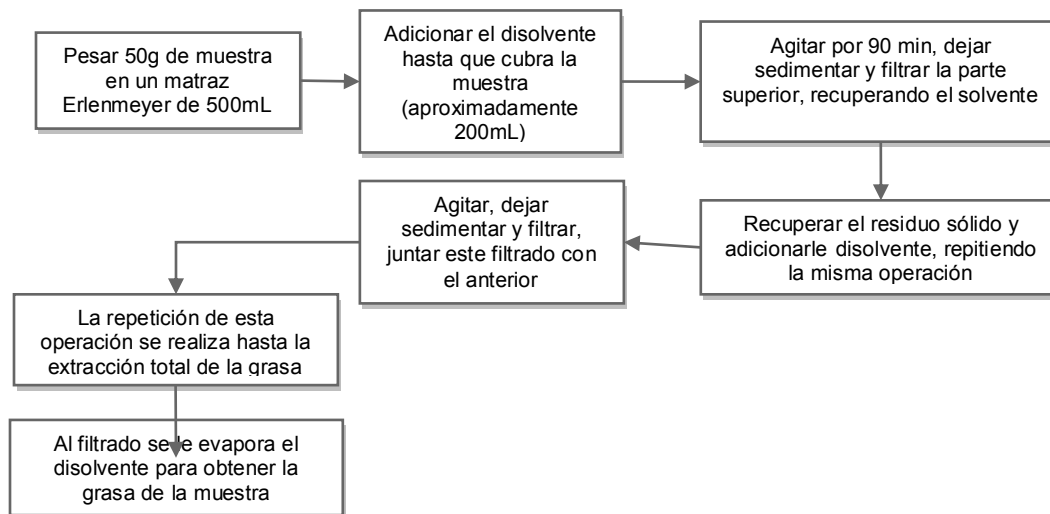 Pesar 50g de muestra
en un matraz
Erlenmeyer de 500mL
Adicionar el disolvente
hasta que cubra la
muestra
(aproximadamente
200mL)
Agitar por 90 min, dejar
sedimentar y filtrar la parte
superior, recuperando el solvente
Recuperar el residuo sólido y
adicionarle disolvente, repitiendo
la misma operación
Agitar, dejar
sedimentar y filtrar,
juntar este filtrado con
el anterior
La repetición de esta
operación se realiza hasta la
extracción total de la grasa
Al filtrado se le evapora el
disolvente para obtener la
grasa de la muestra